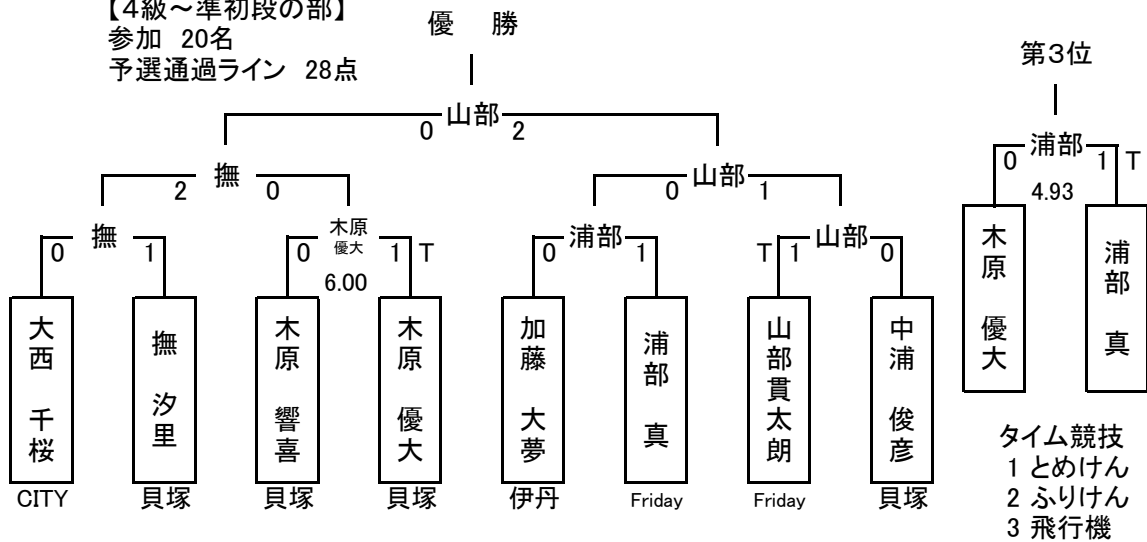 【4級～準初段の部】
参加 20名
予選通過ライン 28点
優 勝
第3位
0 山部 2
0 浦部 1 T
4.93
2 撫 0
0 山部 1
0 撫 1
0 木原 優大 1 T
6.00
0 浦部 1
T 1 山部 0
大西 千桜
撫 汐里
木原 響喜
木原 優大
加藤 大夢
浦部 真
山部貫太朗
中浦 俊彦
木原 優大
浦部 真
CITY
貝塚
貝塚
貝塚
伊丹
Friday
Friday
貝塚
タイム競技
1 とめけん
2 ふりけん
3 飛行機